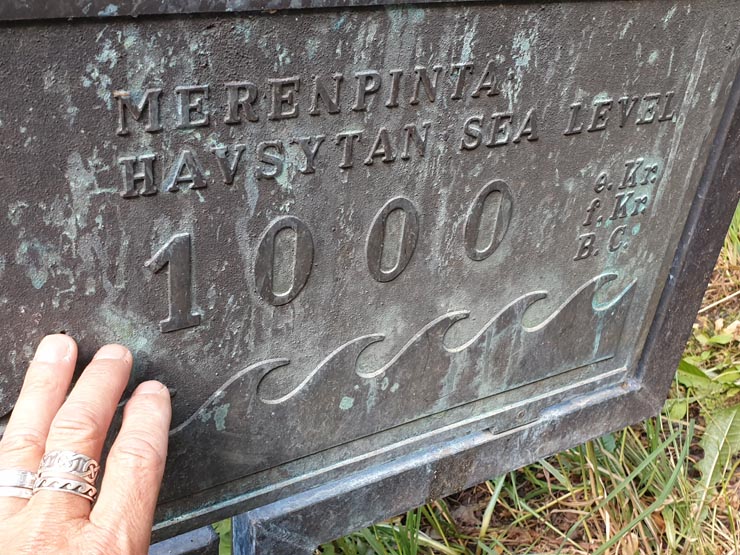 MERENPINTA
HAVSYTAN SEA LEVEL
1000
e. Kr.
f. Kr.
B. C.